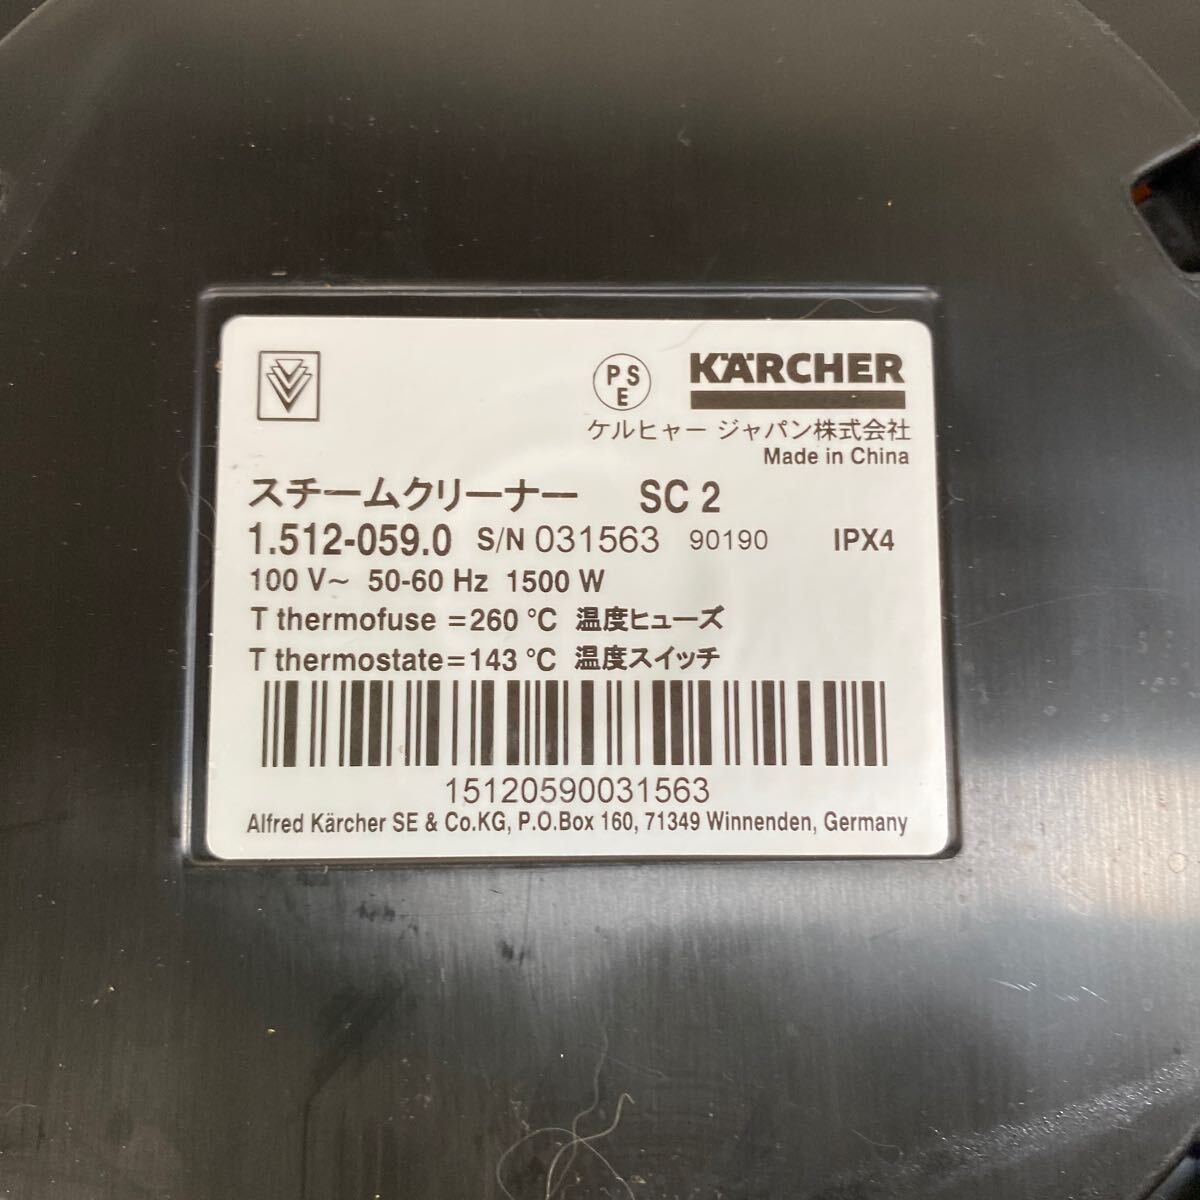 PS
E
KÄRCHER
ケルヒャー ジャパン株式会社
Made in China
スチームクリーナー SC 2
1.512-059.0 S/N 031563 90190 IPX4
100 V~ 50-60 Hz 1500 W
T thermofuse =260 °C 温度ヒューズ
T thermostate=143 °C 温度スイッチ
15120590031563
Alfred Kärcher SE & Co.KG, P.O.Box 160, 71349 Winnenden, Germany